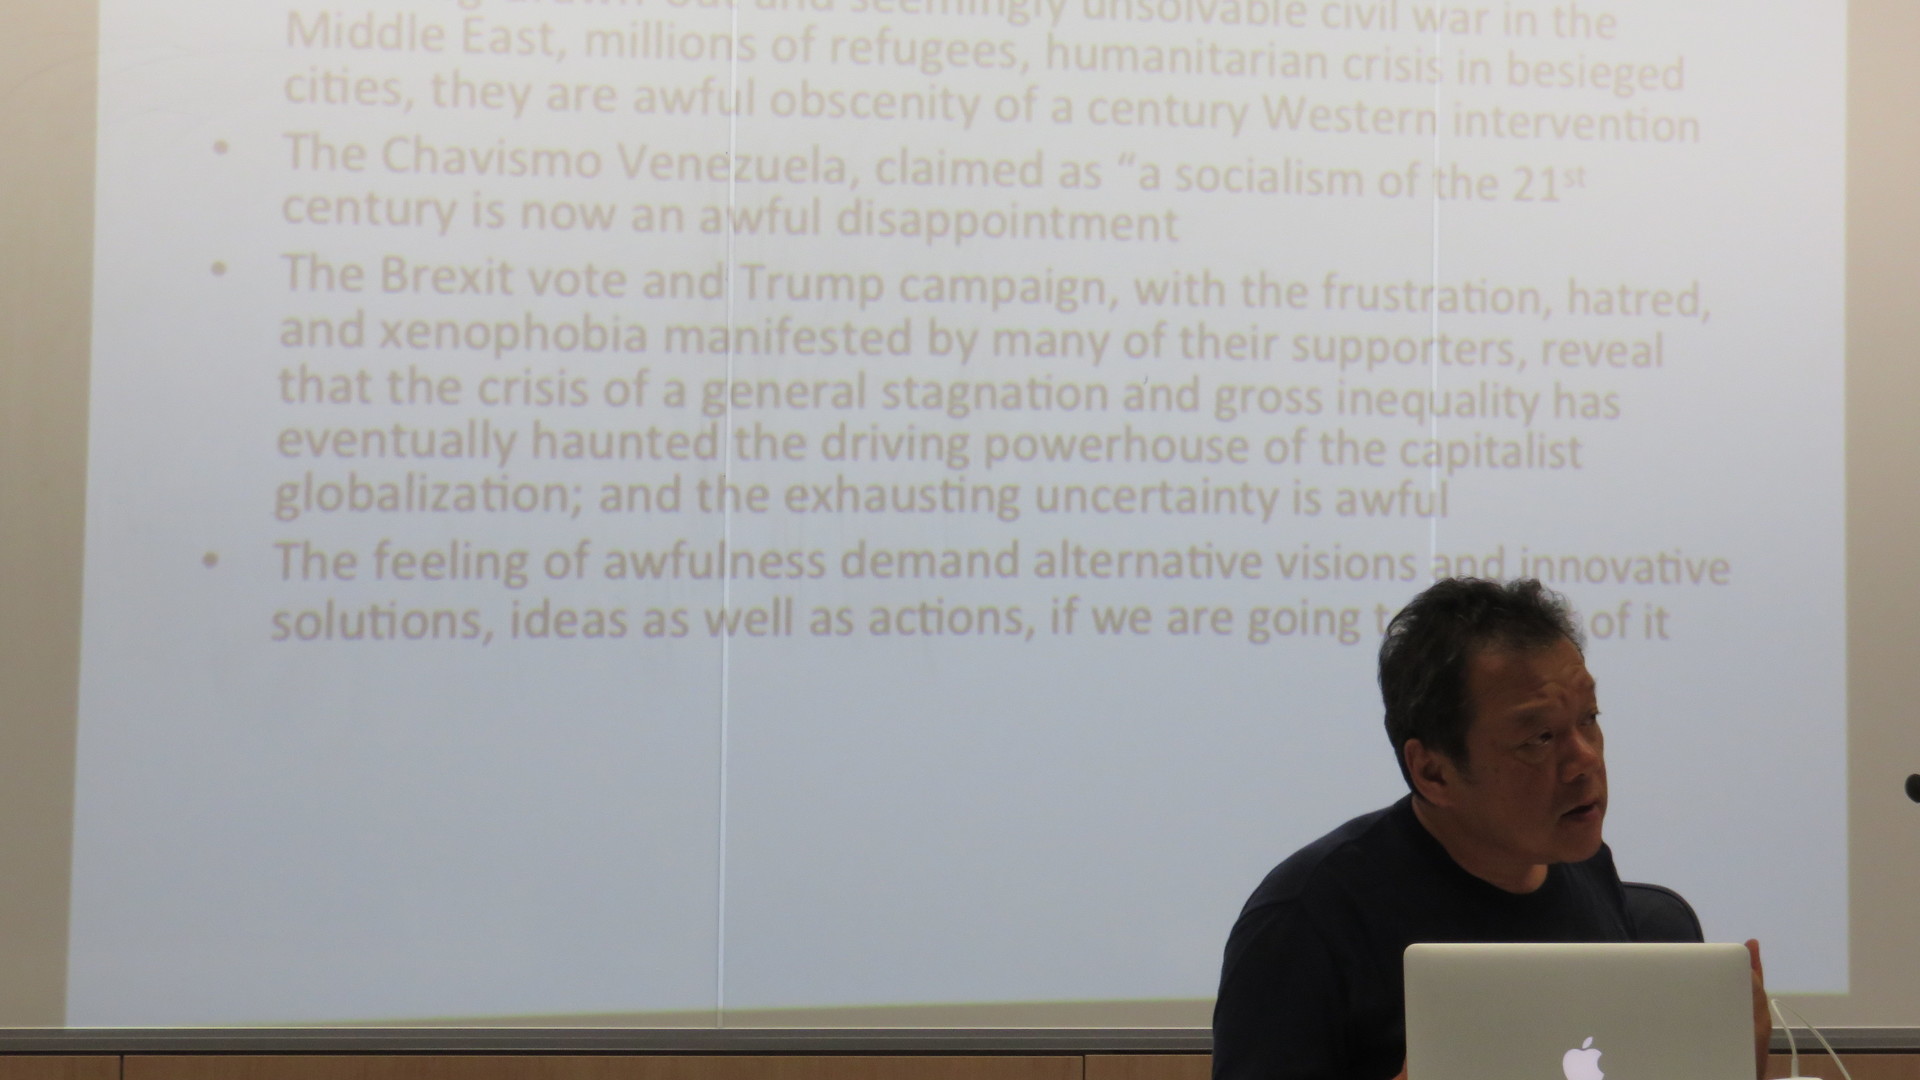 drawn out and seemingly unsolvable civil war in the
Middle East, millions of refugees, humanitarian crisis in besieged
cities, they are awful obscenity of a century Western intervention
• The Chavismo Venezuela, claimed as “a socialism of the 21st
century is now an awful disappointment
• The Brexit vote and Trump campaign, with the frustration, hatred,
and xenophobia manifested by many of their supporters, reveal
that the crisis of a general stagnation and gross inequality has
eventually haunted the driving powerhouse of the capitalist
globalization; and the exhausting uncertainty is awful
• The feeling of awfulness demand alternative visions and innovative
solutions, ideas as well as actions, if we are going of it